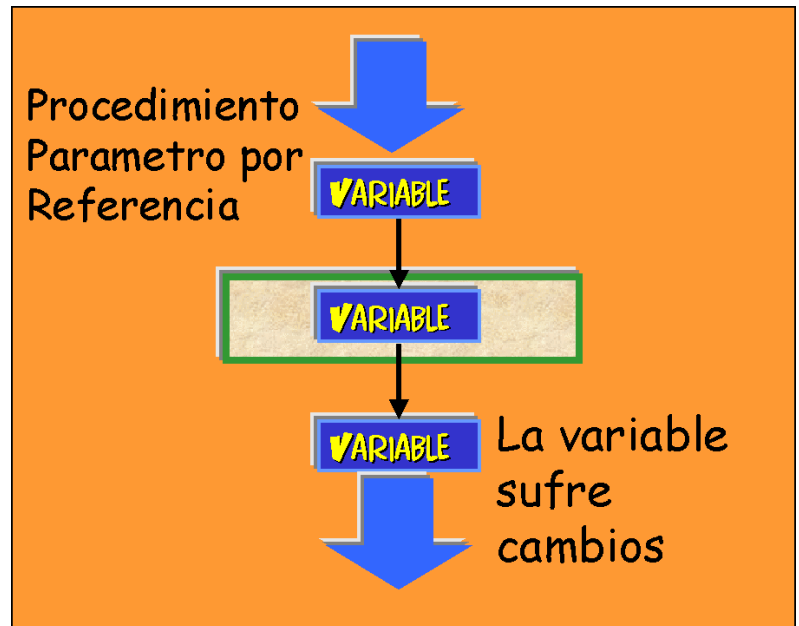 Procedimiento
Parametro por
Referencia
VARIABLE
VARIABLE
VARIABLE
La variable
sufre
cambios